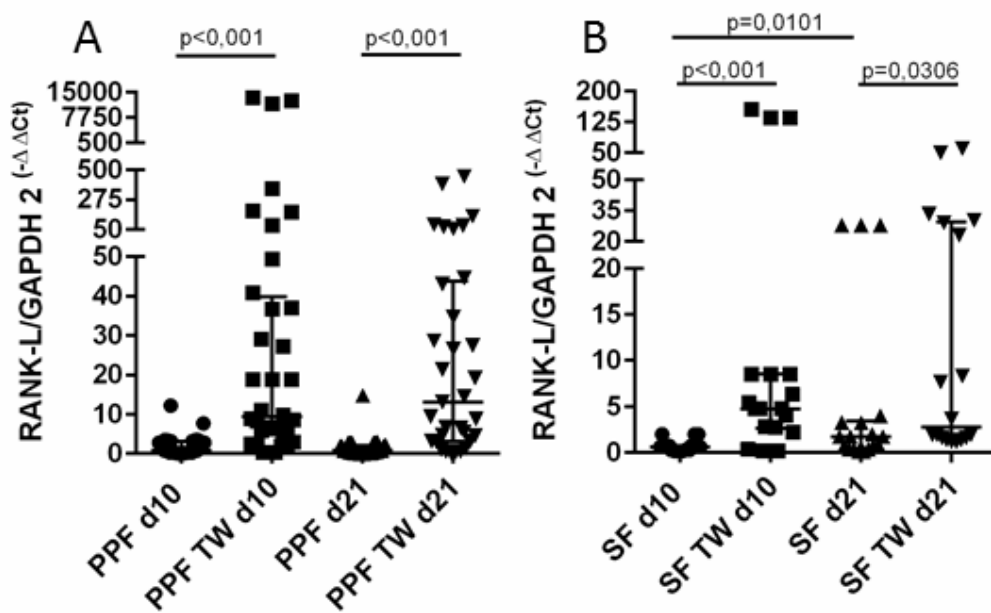 A
p<0,001
p<0,001
RANK-L/GAPDH 2 (-Δ ΔCt)
15000
7750
500
500
275
50
50
40
30
20
10
0
PPF d10
PPF TW d10
PPF d21
PPF TW d21
B
p=0,0101
p<0,001
p=0,0306
RANK-L/GAPDH 2 (-Δ ΔCt)
200
125
50
50
35
20
20
15
10
5
0
SF d10
SF TW d10
SF d21
SF TW d21